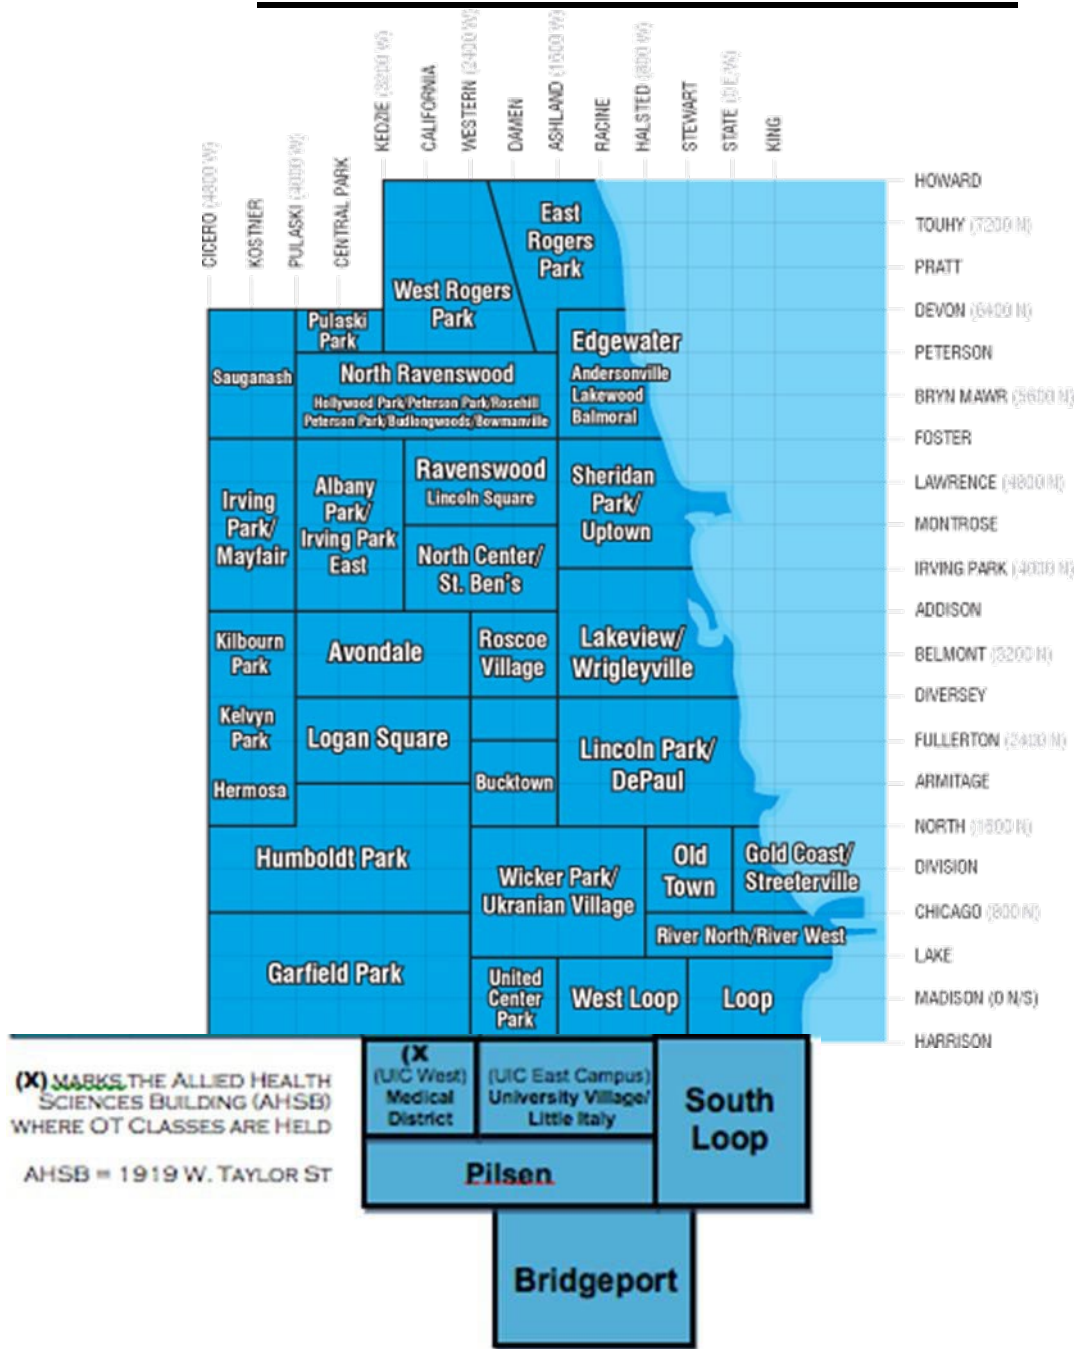 CICERO (4800 W)
KOSTNER
PULASKI (4000 W)
CENTRAL PARK
KEDZIE (3200 W)
CALIFORNIA
WESTERN (2400 W)
DAMEN
ASHLAND (1600 W)
RACINE
HALSTED (800 W)
STEWART
STATE (0 E/W)
KING
HOWARD
TOUHY (7200 N)
PRATT
DEVON (6400 N)
PETERSON
BRYN MAWR (5600 N)
FOSTER
LAWRENCE (4800 N)
MONTROSE
IRVING PARK (4000 N)
ADDISON
BELMONT (3200 N)
DIVERSEY
FULLERTON (2400 N)
ARMITAGE
NORTH (1600 N)
DIVISION
CHICAGO (800 N)
LAKE
MADISON (0 N/S)
HARRISON
East
Rogers
Park
West Rogers
Park
Pulaski
Park
Sauganash
North Ravenswood
Hollywood Park/Peterson Park/Rosehill
Peterson Park/Budlongwoods/Bowmanville
Edgewater
Andersonville
Lakewood
Balmoral
Irving
Park/
Mayfair
Albany
Park/
Irving Park
East
Ravenswood
Lincoln Square
North Center/
St. Ben's
Sheridan
Park/
Uptown
Kilbourn
Park
Avondale
Roscoe
Village
Lakeview/
Wrigleyville
Kelvyn
Park
Hermosa
Logan Square
Bucktown
Lincoln Park/
DePaul
Humboldt Park
Wicker Park/
Ukranian Village
Old
Town
Gold Coast/
Streeterville
River North/River West
Garfield Park
United
Center
Park
West Loop
Loop
(X
(UIC West)
Medical
District
(UIC East Campus)
University Village/
Little Italy
South
Loop
Pilsen
Bridgeport
(X) MARKS THE ALLIED HEALTH
SCIENCES BUILDING (AHSB)
WHERE OT CLASSES ARE HELD
AHSB = 1919 W. TAYLOR ST